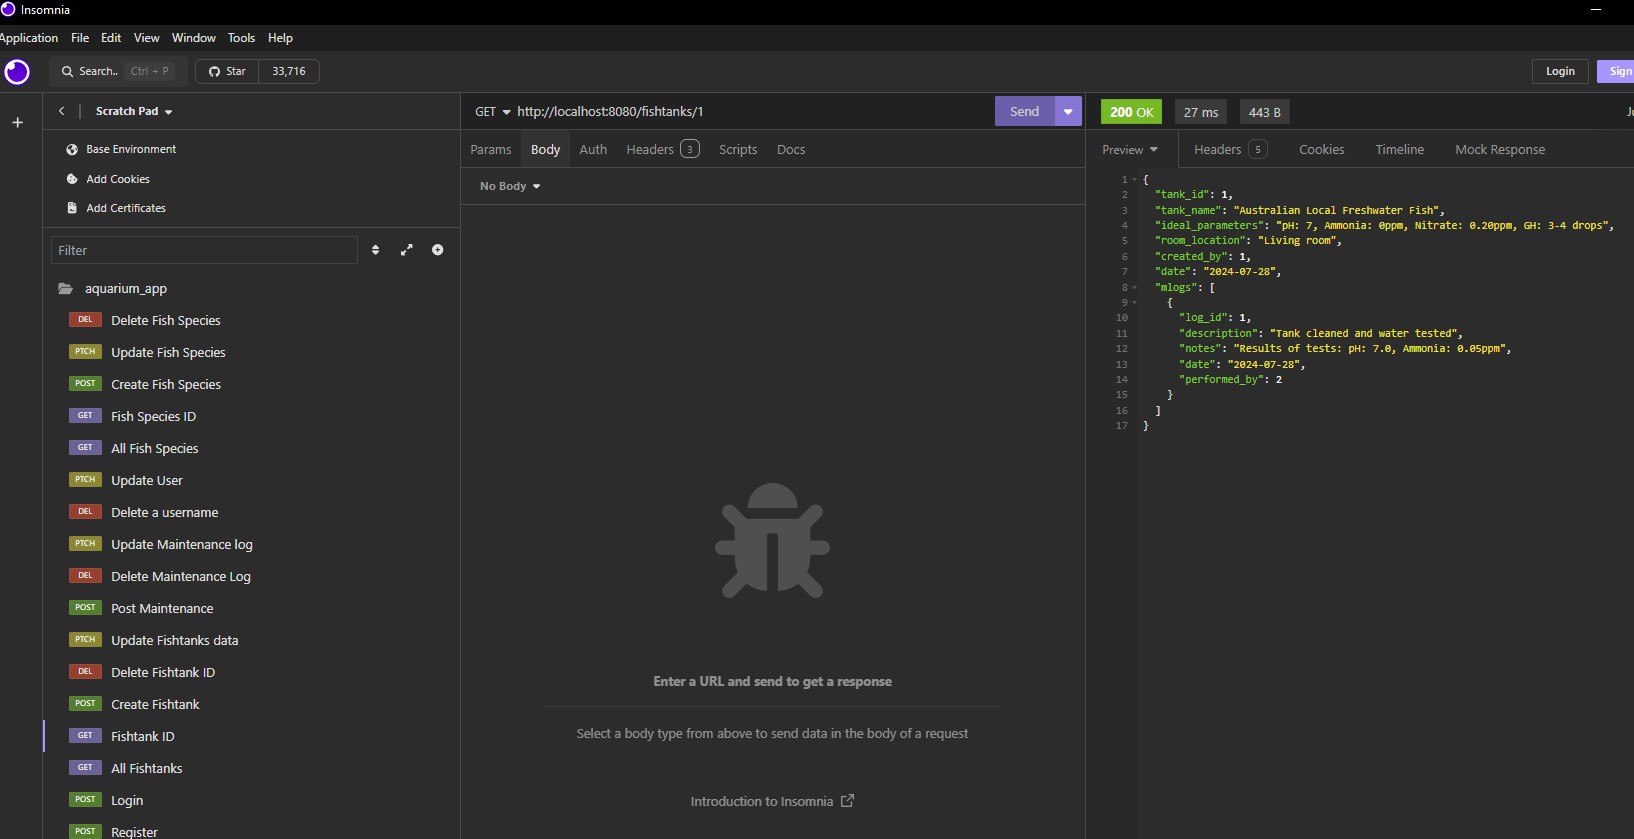 Insomnia
Application File Edit View Window Tools Help
Search.. Ctrl + P Star 33,716 Login Sign
Scratch Pad
GET http://localhost:8080/fishtanks/1 Send
200 OK 27 ms 443 B
Base Environment
Add Cookies
Add Certificates
Filter
aquarium_app
DEL Delete Fish Species
PTCH Update Fish Species
POST Create Fish Species
GET Fish Species ID
GET All Fish Species
PTCH Update User
DEL Delete a username
PTCH Update Maintenance log
DEL Delete Maintenance Log
POST Post Maintenance
PTCH Update Fishtanks data
DEL Delete Fishtank ID
POST Create Fishtank
GET Fishtank ID
GET All Fishtanks
POST Login
POST Register
Params Body Auth Headers 3 Scripts Docs
No Body
Enter a URL and send to get a response
Select a body type from above to send data in the body of a request
Introduction to Insomnia
Preview Headers 5 Cookies Timeline Mock Response
1 {
2 "tank_id": 1,
3 "tank_name": "Australian Local Freshwater Fish",
4 "ideal_parameters": "pH: 7, Ammonia: 0ppm, Nitrate: 0.20ppm, GH: 3-4 drops",
5 "room_location": "Living room",
6 "created_by": 1,
7 "date": "2024-07-28",
8 "mlogs": [
9 {
10 "log_id": 1,
11 "description": "Tank cleaned and water tested",
12 "notes": "Results of tests: pH: 7.0, Ammonia: 0.05ppm",
13 "date": "2024-07-28",
14 "performed_by": 2
15 }
16 ]
17 }